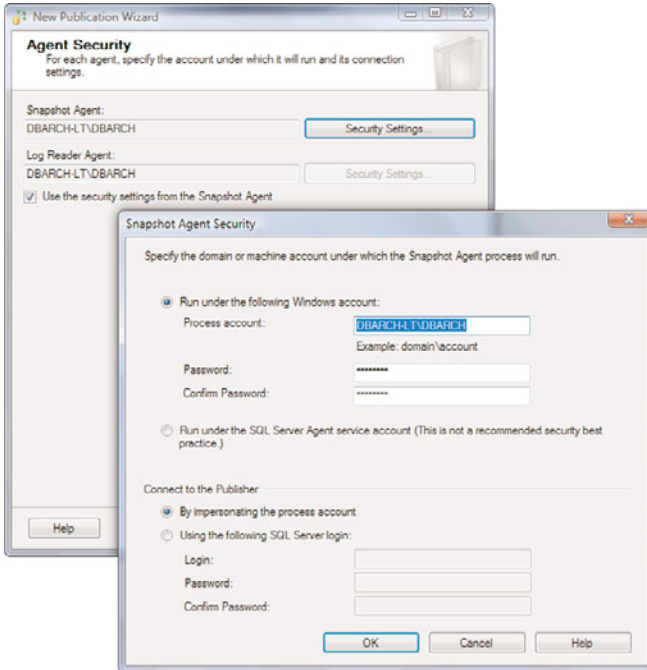 New Publication Wizard
Agent Security
For each agent, specify the account under which it will run and its connection
settings.
Snapshot Agent:
DBARCH-LT\DBARCH
Security Settings...
Log Reader Agent:
DBARCH-LT\DBARCH
Security Settings...
Use the security settings from the Snapshot Agent
Help
Snapshot Agent Security
Specify the domain or machine account under which the Snapshot Agent process will run.
Run under the following Windows account:
Process account:
DBARCH-LT\DBARCH
Example: domain\account
Password:
••••••••
Confirm Password:
••••••••
Run under the SQL Server Agent service account (This is not a recommended security best
practice.)
Connect to the Publisher
By impersonating the process account
Using the following SQL Server login:
Login:
Password:
Confirm Password:
OK
Cancel
Help